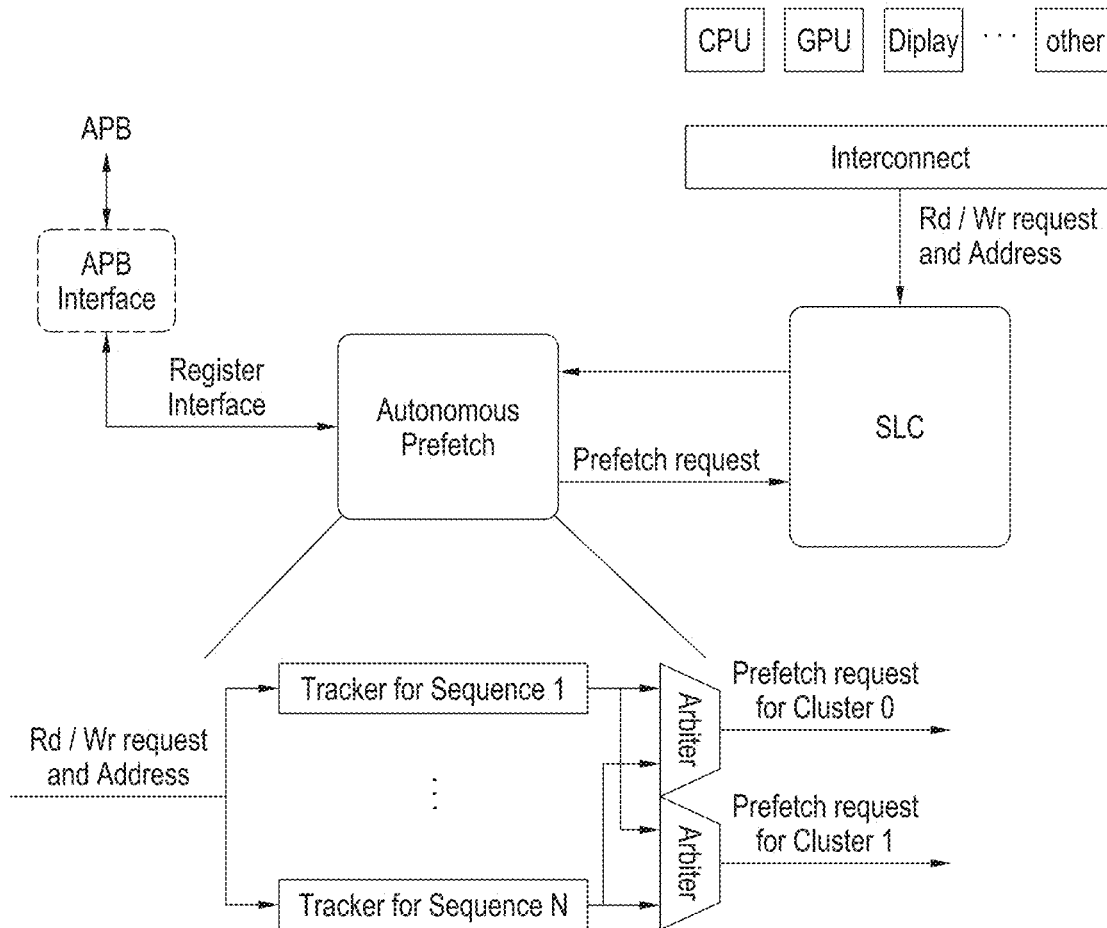 CPU
GPU
Diplay
...
other
Interconnect
APB
Rd / Wr request
and Address
APB
Interface
Register
Interface
Autonomous
Prefetch
SLC
Prefetch request
Tracker for Sequence 1
Rd / Wr request
and Address
Tracker for Sequence N
Arbiter
Arbiter
Prefetch request
for Cluster 0
Prefetch request
for Cluster 1